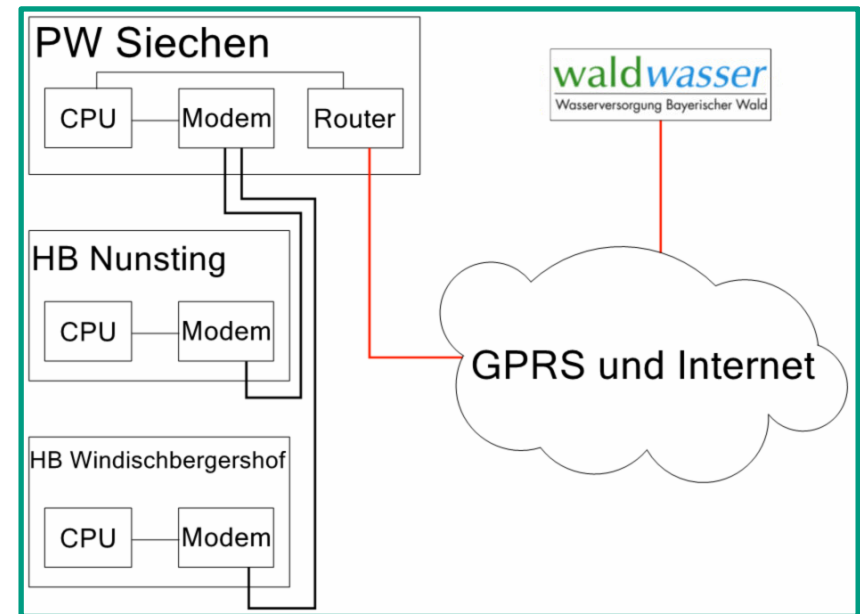 PW Siechen
CPU
Modem
Router
waldwasser
Wasserversorgung Bayerischer Wald
HB Nunsting
CPU
Modem
GPRS und Internet
HB Windischbergershof
CPU
Modem